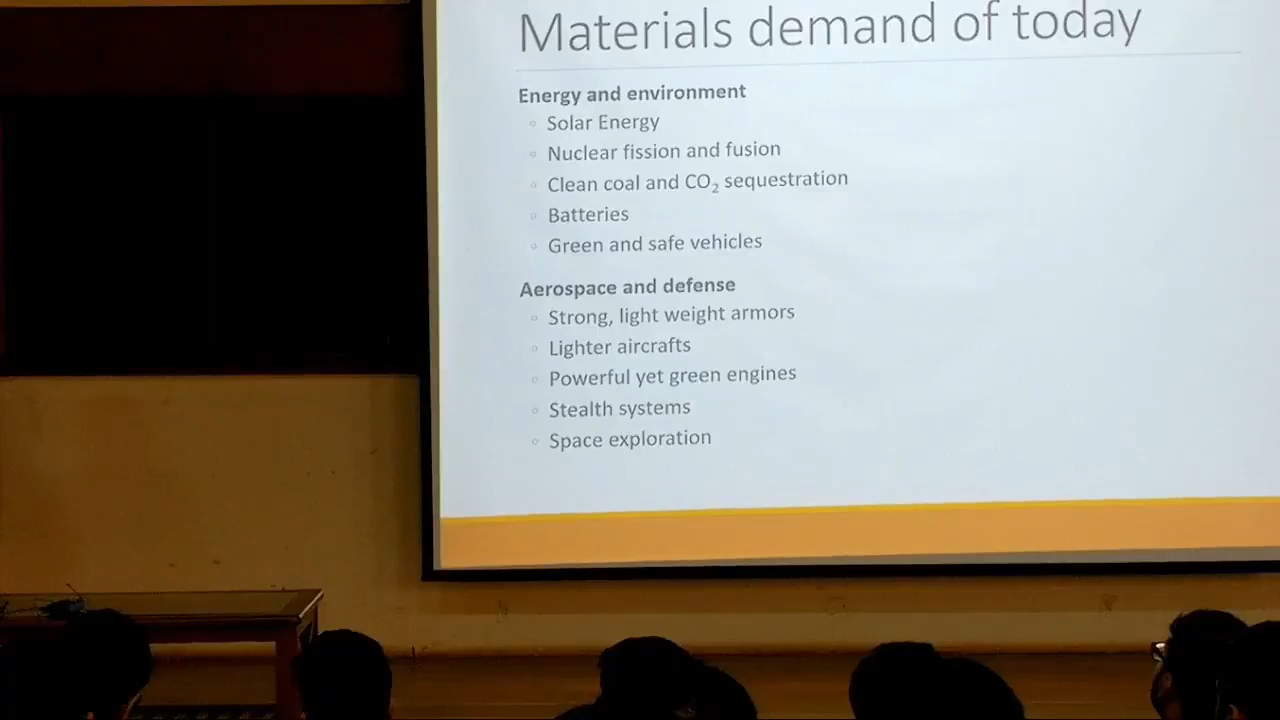 Materials demand of today
Energy and environment
Solar Energy
Nuclear fission and fusion
Clean coal and CO₂ sequestration
Batteries
Green and safe vehicles
Aerospace and defense
Strong, light weight armors
Lighter aircrafts
Powerful yet green engines
Stealth systems
Space exploration